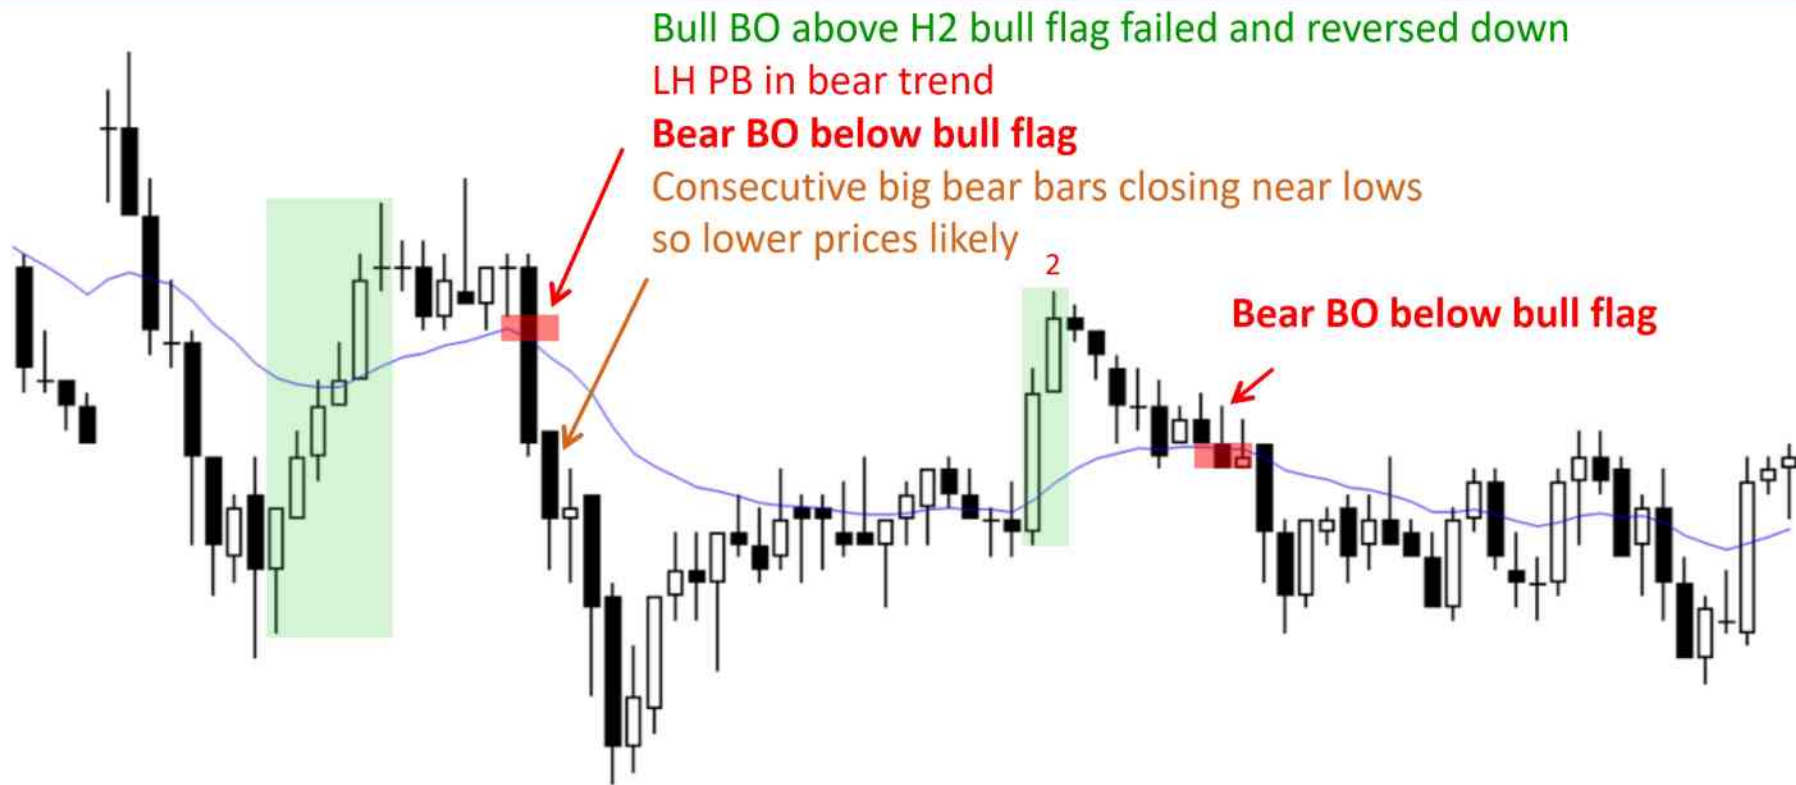 Bull BO above H2 bull flag failed and reversed down
LH PB in bear trend
Bear BO below bull flag
Consecutive big bear bars closing near lows
so lower prices likely
2
Bear BO below bull flag